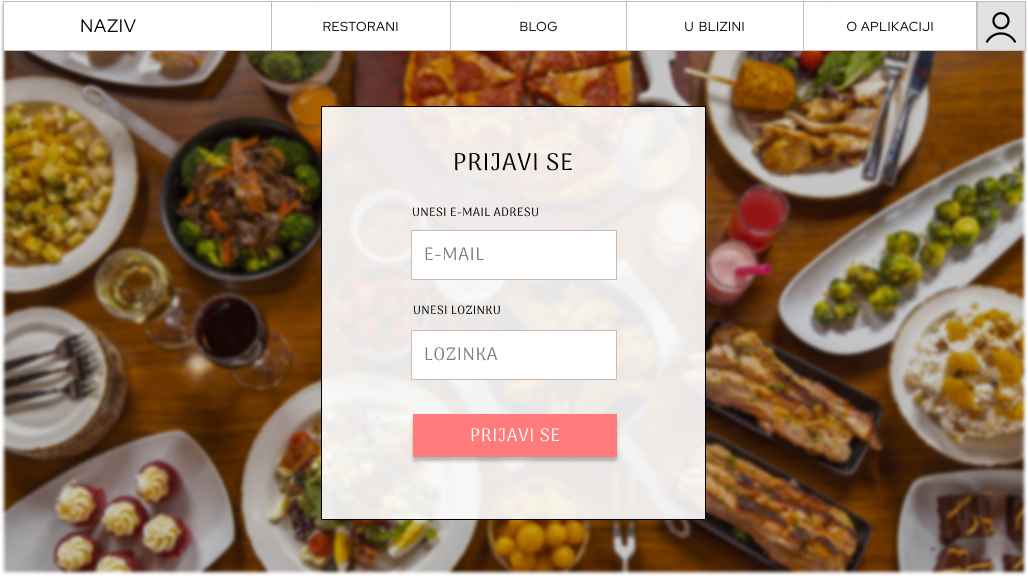 NAZIV
RESTORANI
BLOG
U BLIZINI
O APLIKACIJI
PRIJAVI SE
UNESI E-MAIL ADRESU
E-MAIL
UNESI LOZINKU
LOZINKA
PRIJAVI SE